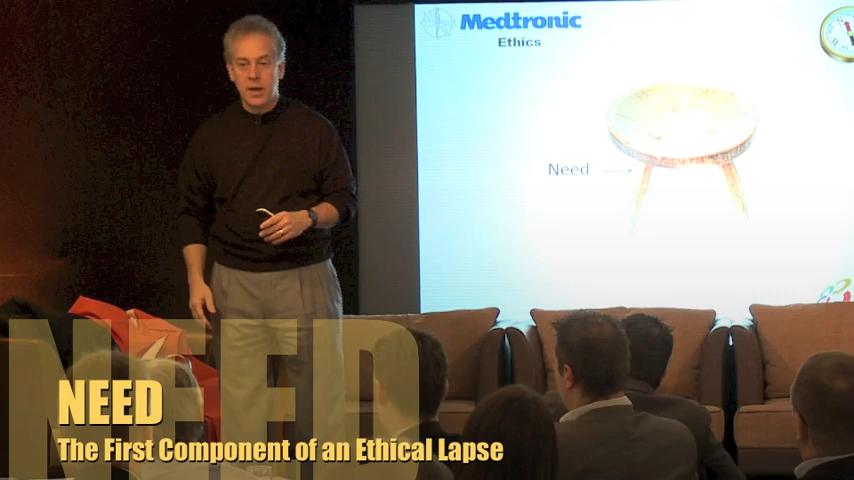 Medtronic
Ethics
Need
NEED
NEED
The First Component of an Ethical Lapse